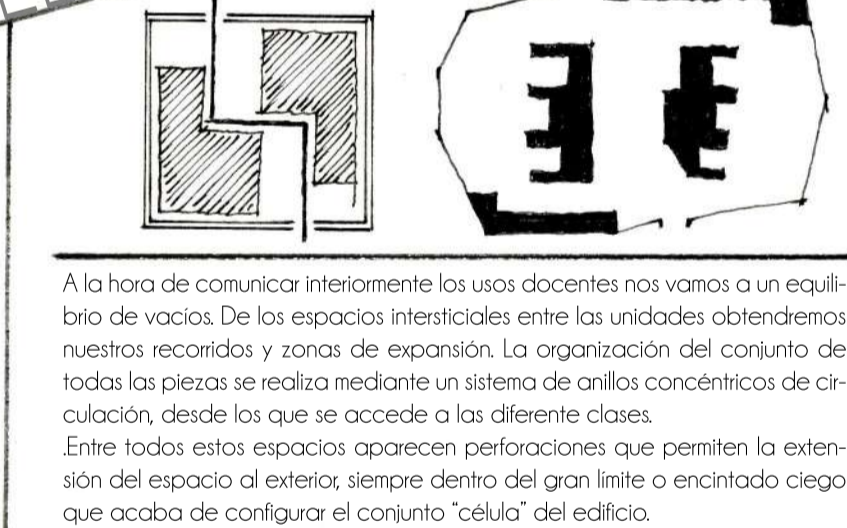 A la hora de comunicar interiormente los usos docentes nos vamos a un equili-
brio de vacíos. De los espacios intersticiales entre las unidades obtendremos
nuestros recorridos y zonas de expansión. La organización del conjunto de
todas las piezas se realiza mediante un sistema de anillos concéntricos de cir-
culación, desde los que se accede a las diferente clases.
.Entre todos estos espacios aparecen perforaciones que permiten la exten-
sión del espacio al exterior, siempre dentro del gran límite o encintado ciego
que acaba de configurar el conjunto “célula” del edificio.